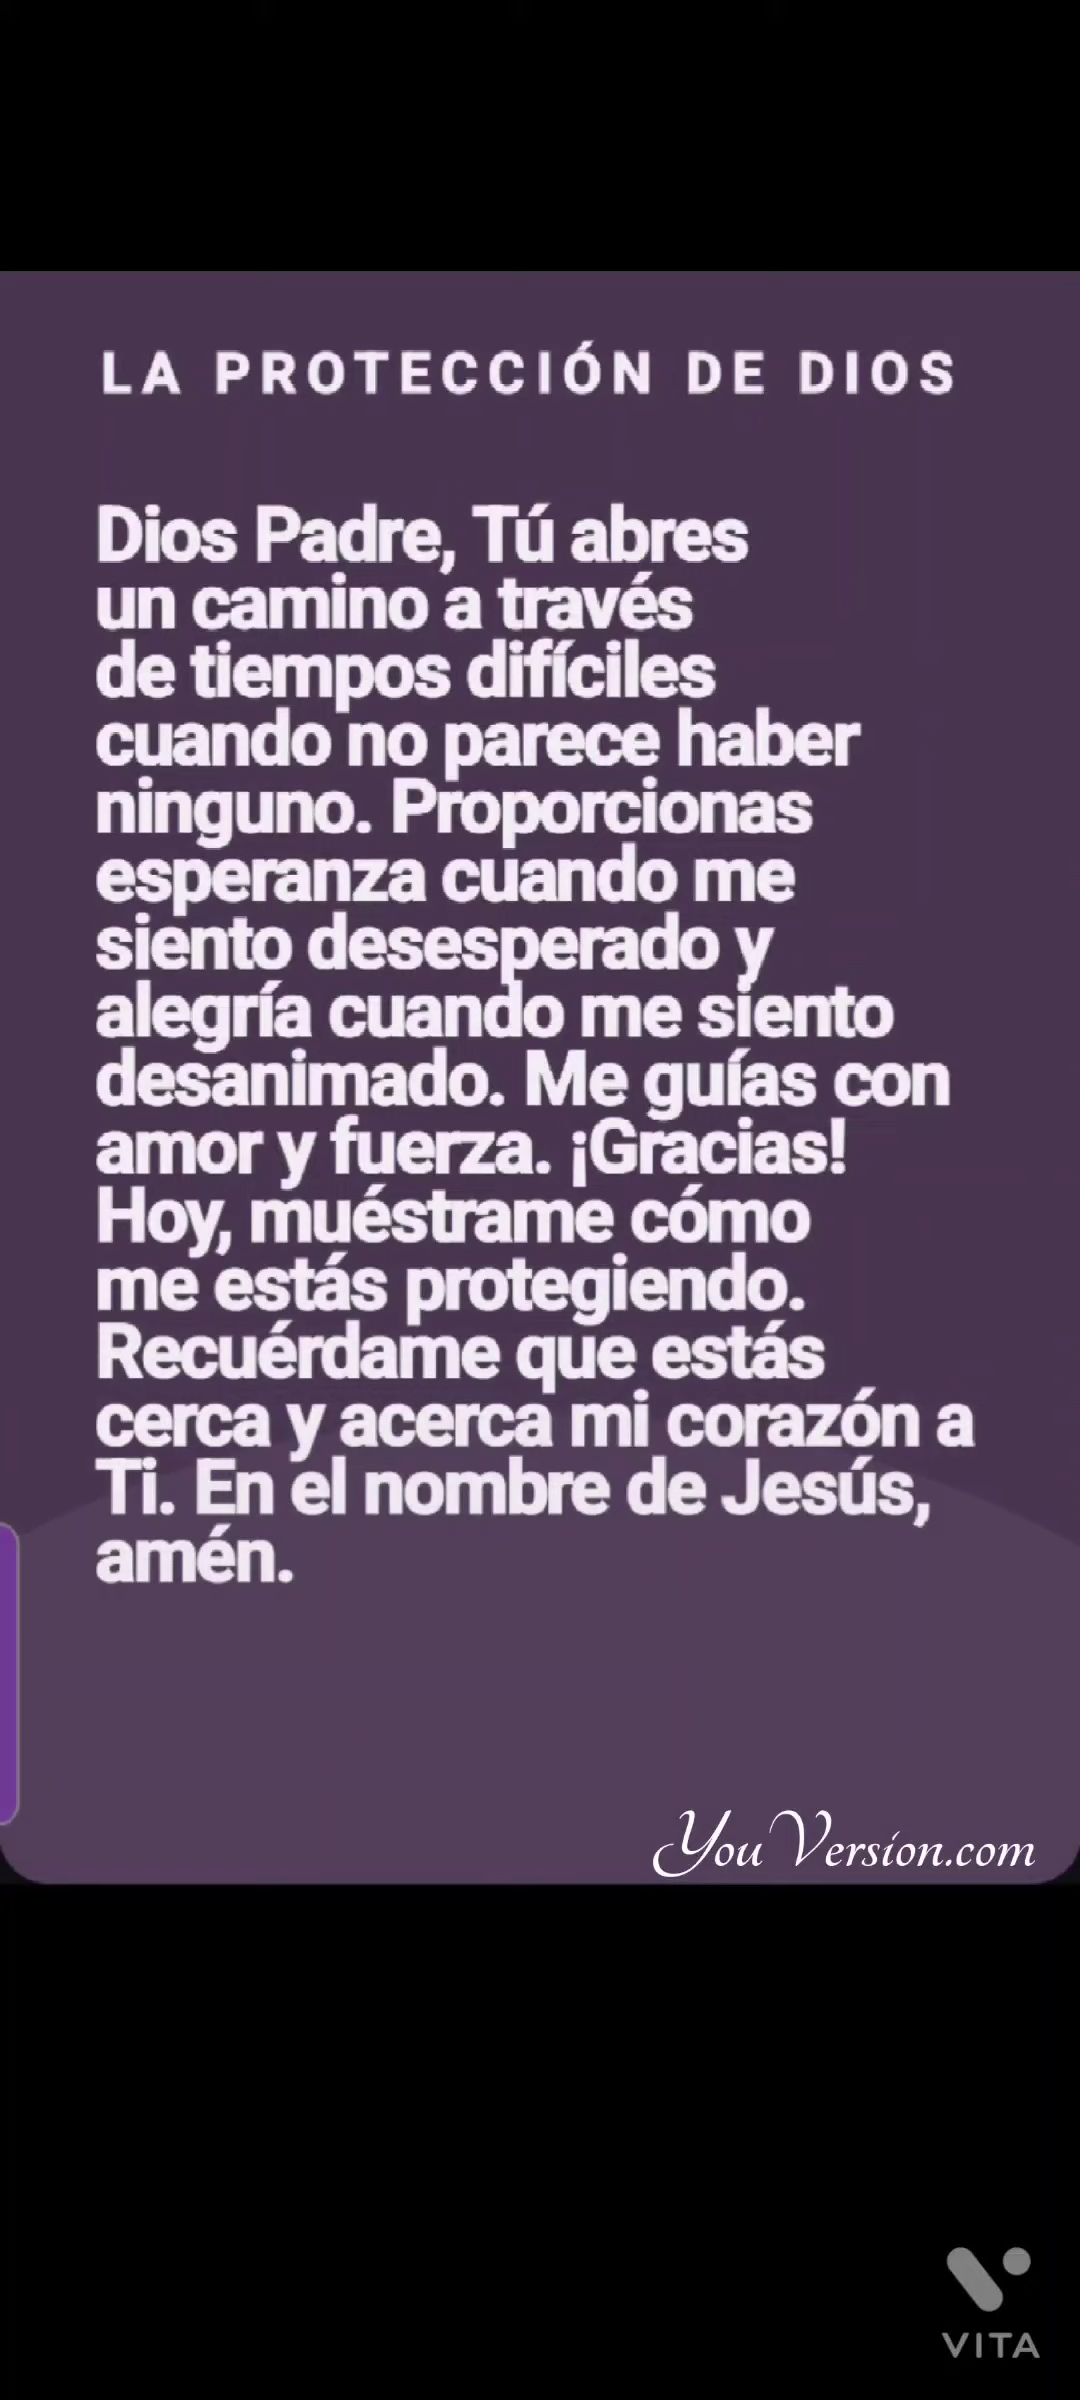 LA PROTECCIÓN DE DIOS
Dios Padre, Tú abres
un camino a través
de tiempos difíciles
cuando no parece haber
ninguno. Proporcionas
esperanza cuando me
siento desesperado y
alegría cuando me siento
desanimado. Me guías con
amor y fuerza. ¡Gracias!
Hoy, muéstrame cómo
me estás protegiendo.
Recuérdame que estás
cerca y acerca mi corazón a
Ti. En el nombre de Jesús,
amén.
YouVersion.com
VITA